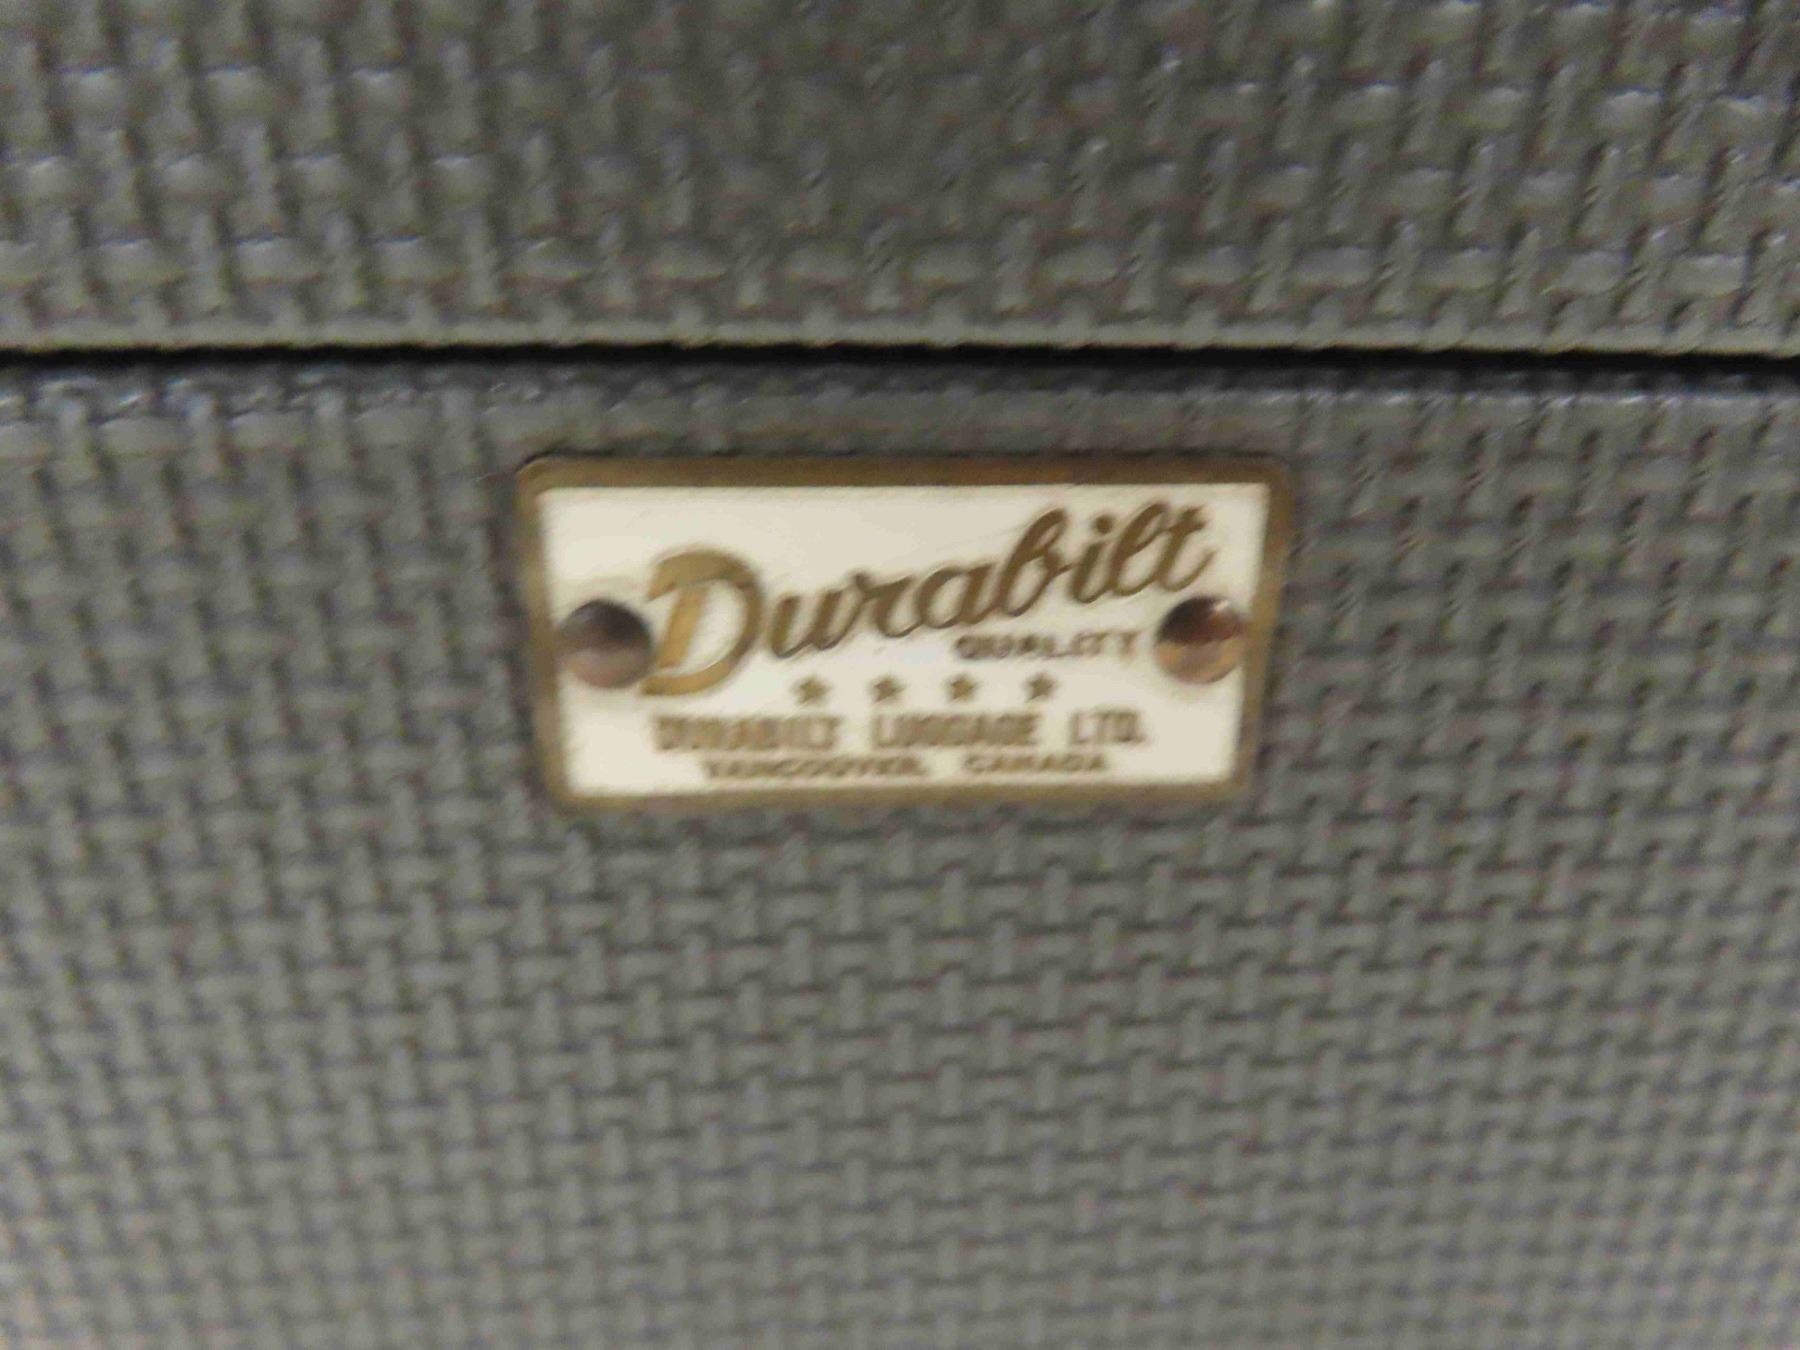 Durabilt
QUALITY
★ ★ ★ ★
DURABILT LUGGAGE LTD.
VANCOUVER, CANADA